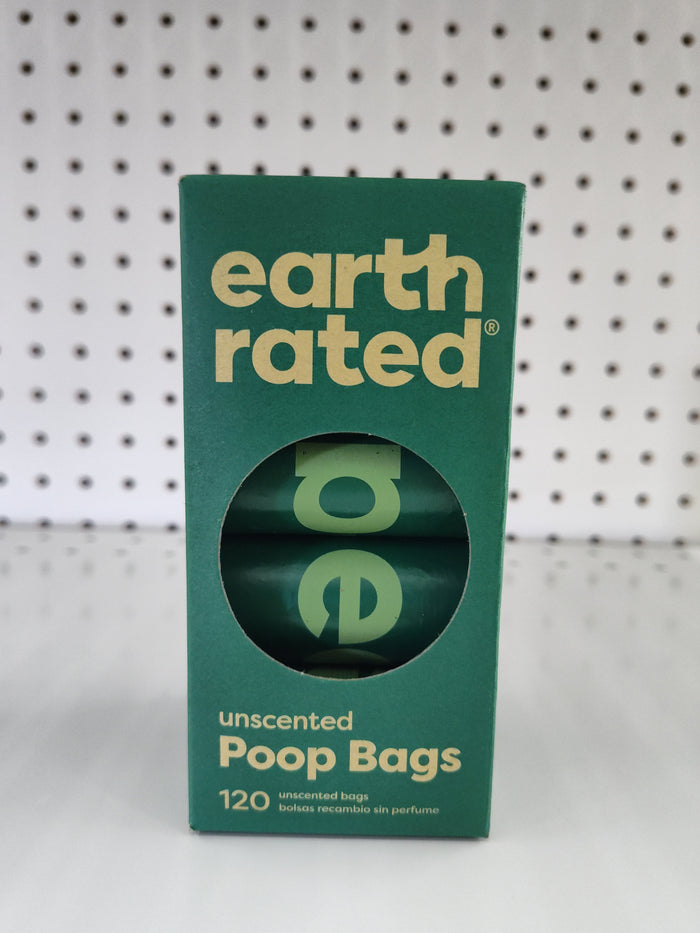 earth
rated®
d
e
unscented
Poop Bags
120 unscented bags
bolsas recambio sin perfume